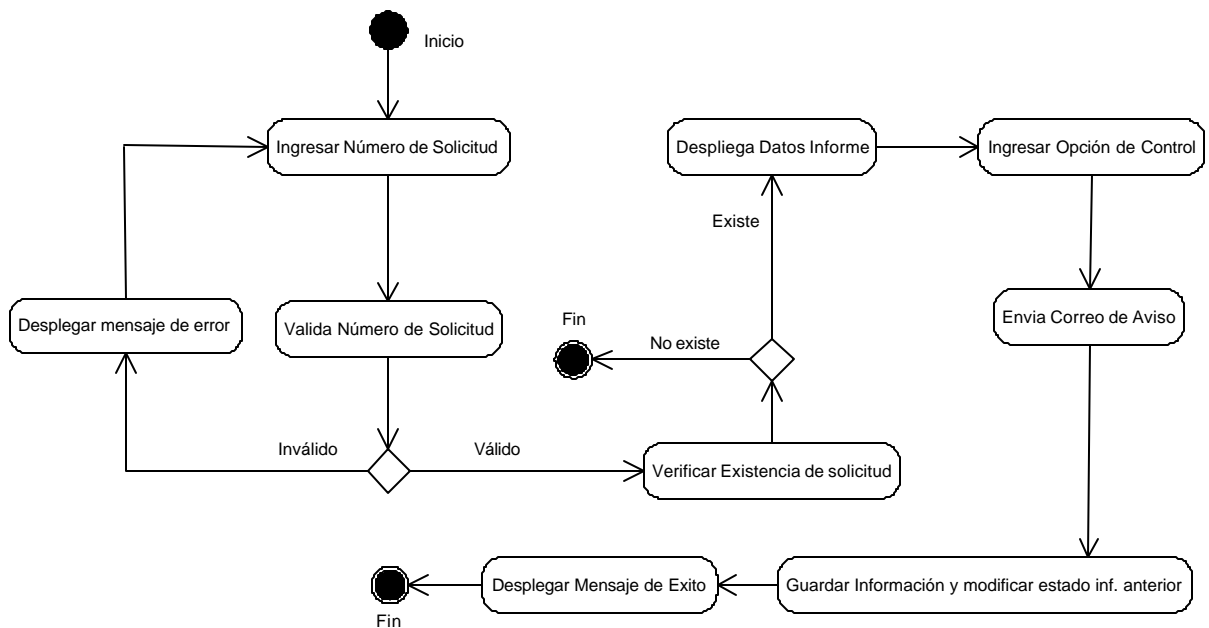 Inicio
Ingresar Número de Solicitud
Despliega Datos Informe
Ingresar Opción de Control
Existe
Desplegar mensaje de error
Valida Número de Solicitud
Fin
Envia Correo de Aviso
No existe
Inválido
Válido
Verificar Existencia de solicitud
Desplegar Mensaje de Exito
Guardar Información y modificar estado inf. anterior
Fin